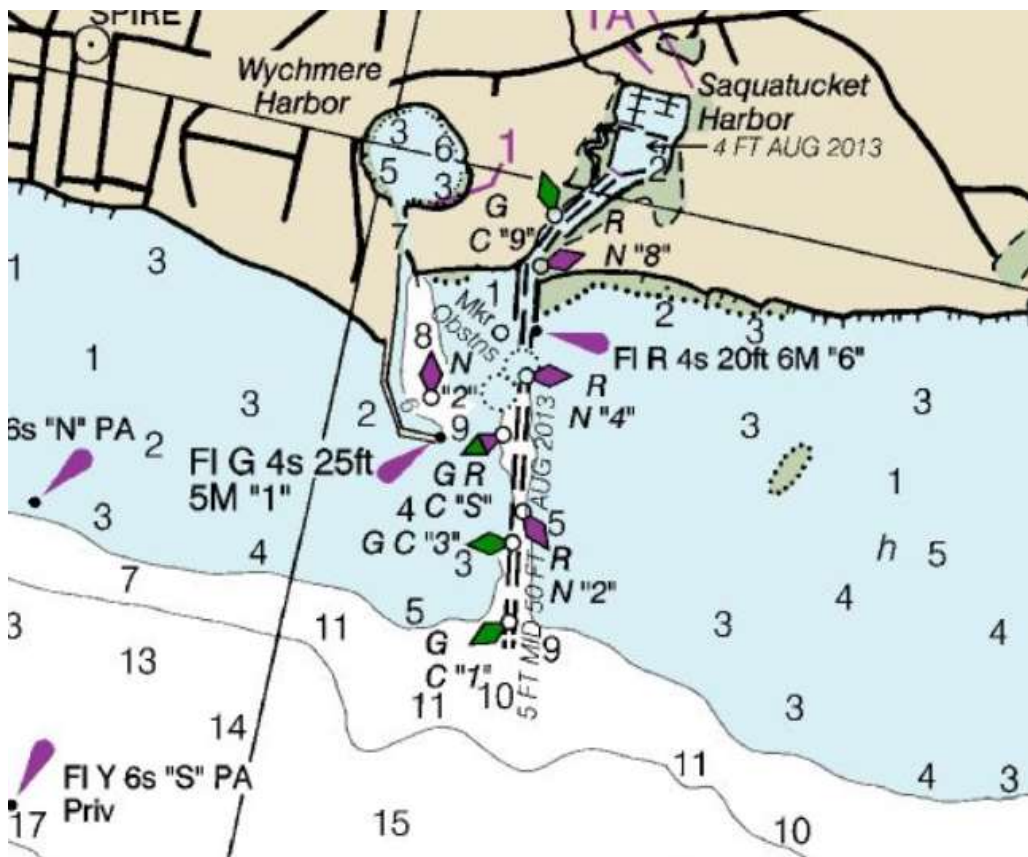 SPIRE
1A
Wychmere
Harbor
Saquatucket
Harbor
3
6
5
3
1
4 FT AUG 2013
2
G
C "9"
R
N "8"
7
1
3
1
Mkr
Obstns
2
3
8
Fl R 4s 20ft 6M "6"
N
"2"
R
N "4"
1
3
2
6
9
3
3
6s "N" PA
2
Fl G 4s 25ft
5M "1"
G R
C "S"
4
1
3
G C "3"
5
4
3
h
5
7
R
N "2"
5 FT MID 50 FT AUG 2013
4
3
11
5
3
4
13
G
C "1"
9
10
11
3
14
11
4
3
Fl Y 6s "S" PA
Priv
17
15
10